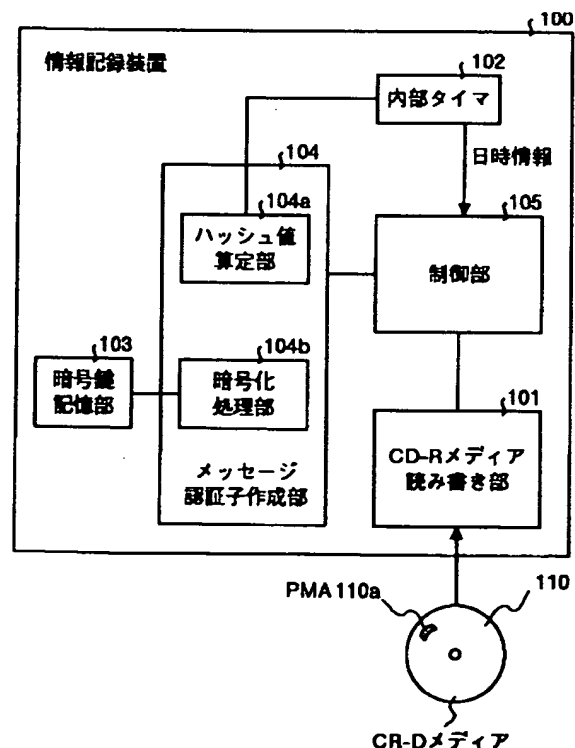 100
情報記録装置
102
内部タイマ
日時情報
104
104a
ハッシュ値
算定部
105
制御部
103
暗号鍵
記憶部
104b
暗号化
処理部
メッセージ
認証子作成部
101
CD-Rメディア
読み書き部
PMA110a
110
CR-Dメディア